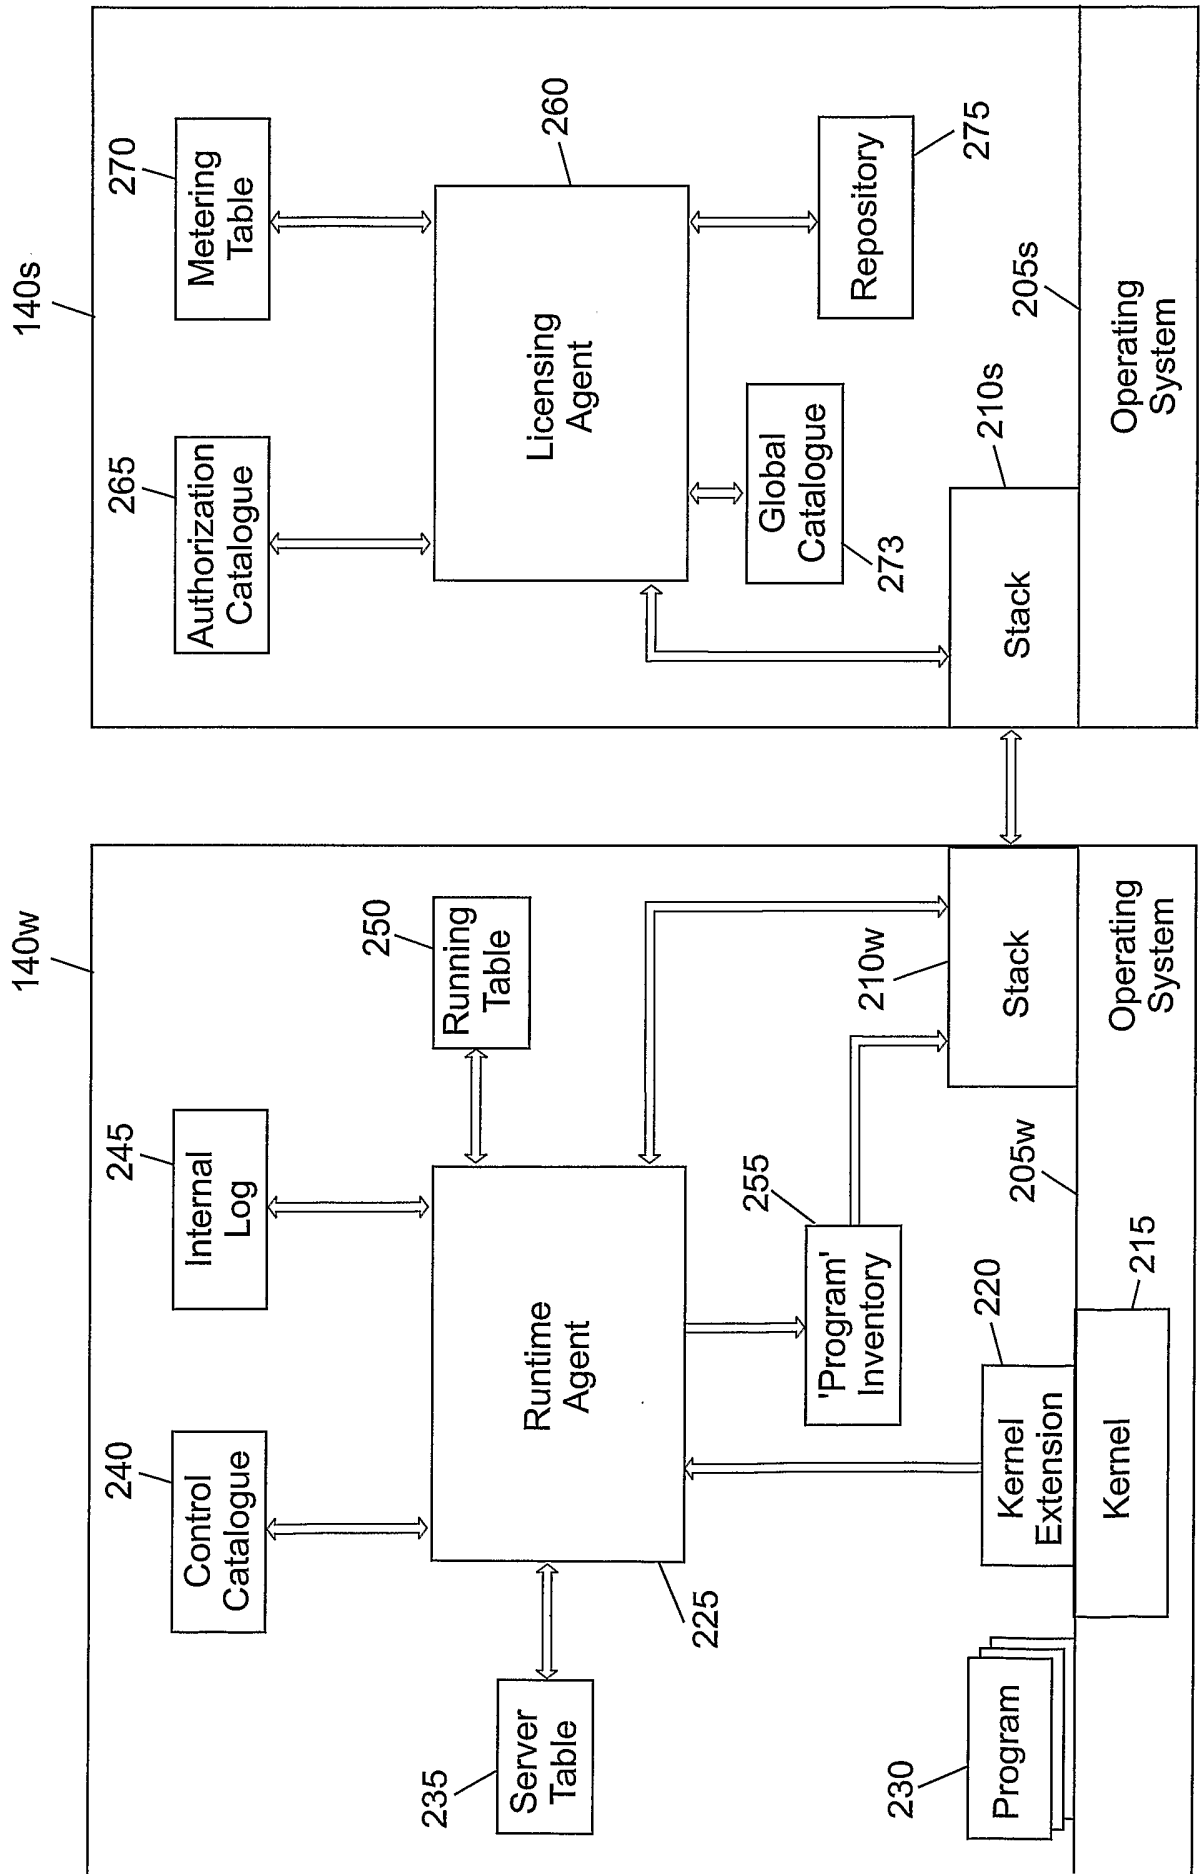 140w
240
Control
Catalogue
245
Internal
Log
250
Running
Table
235
Server
Table
Runtime
Agent
225
255
'Program'
Inventory
210w
Stack
230
Program
220
Kernel
Extension
215
Kernel
205w
Operating
System
140s
265
Authorization
Catalogue
270
Metering
Table
260
Licensing
Agent
Global
Catalogue
273
Repository
275
210s
Stack
205s
Operating
System